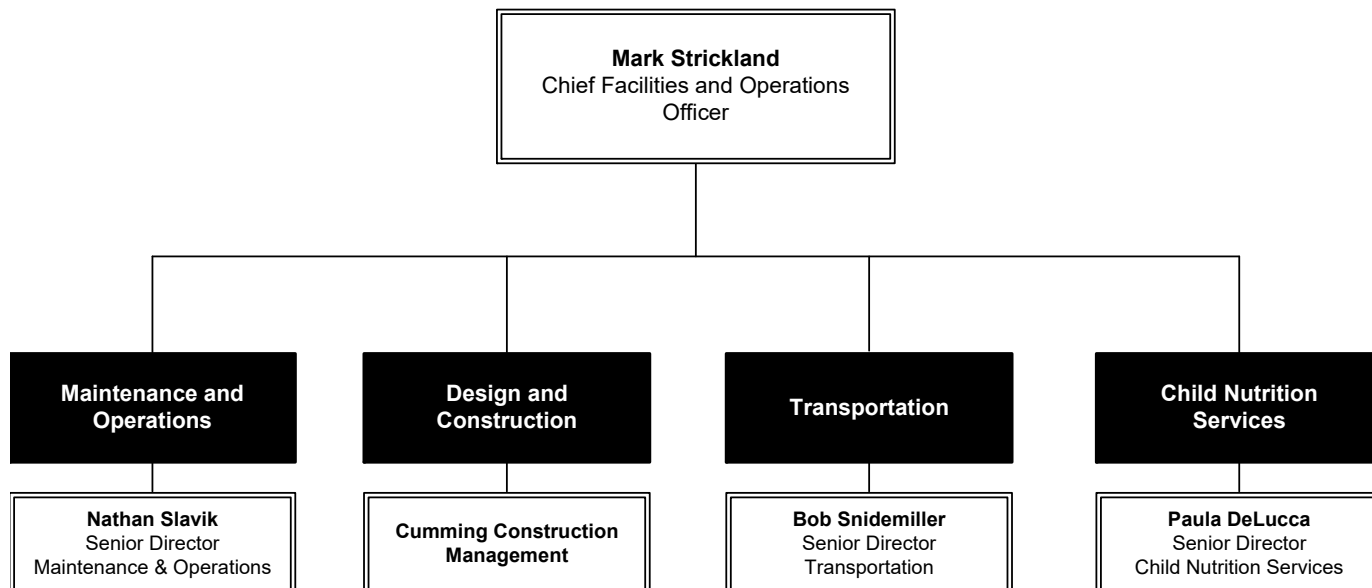 Mark Strickland
Chief Facilities and Operations
Officer
Maintenance and
Operations
Design and
Construction
Transportation
Child Nutrition
Services
Nathan Slavik
Senior Director
Maintenance & Operations
Cumming Construction
Management
Bob Snidemiller
Senior Director
Transportation
Paula DeLucca
Senior Director
Child Nutrition Services